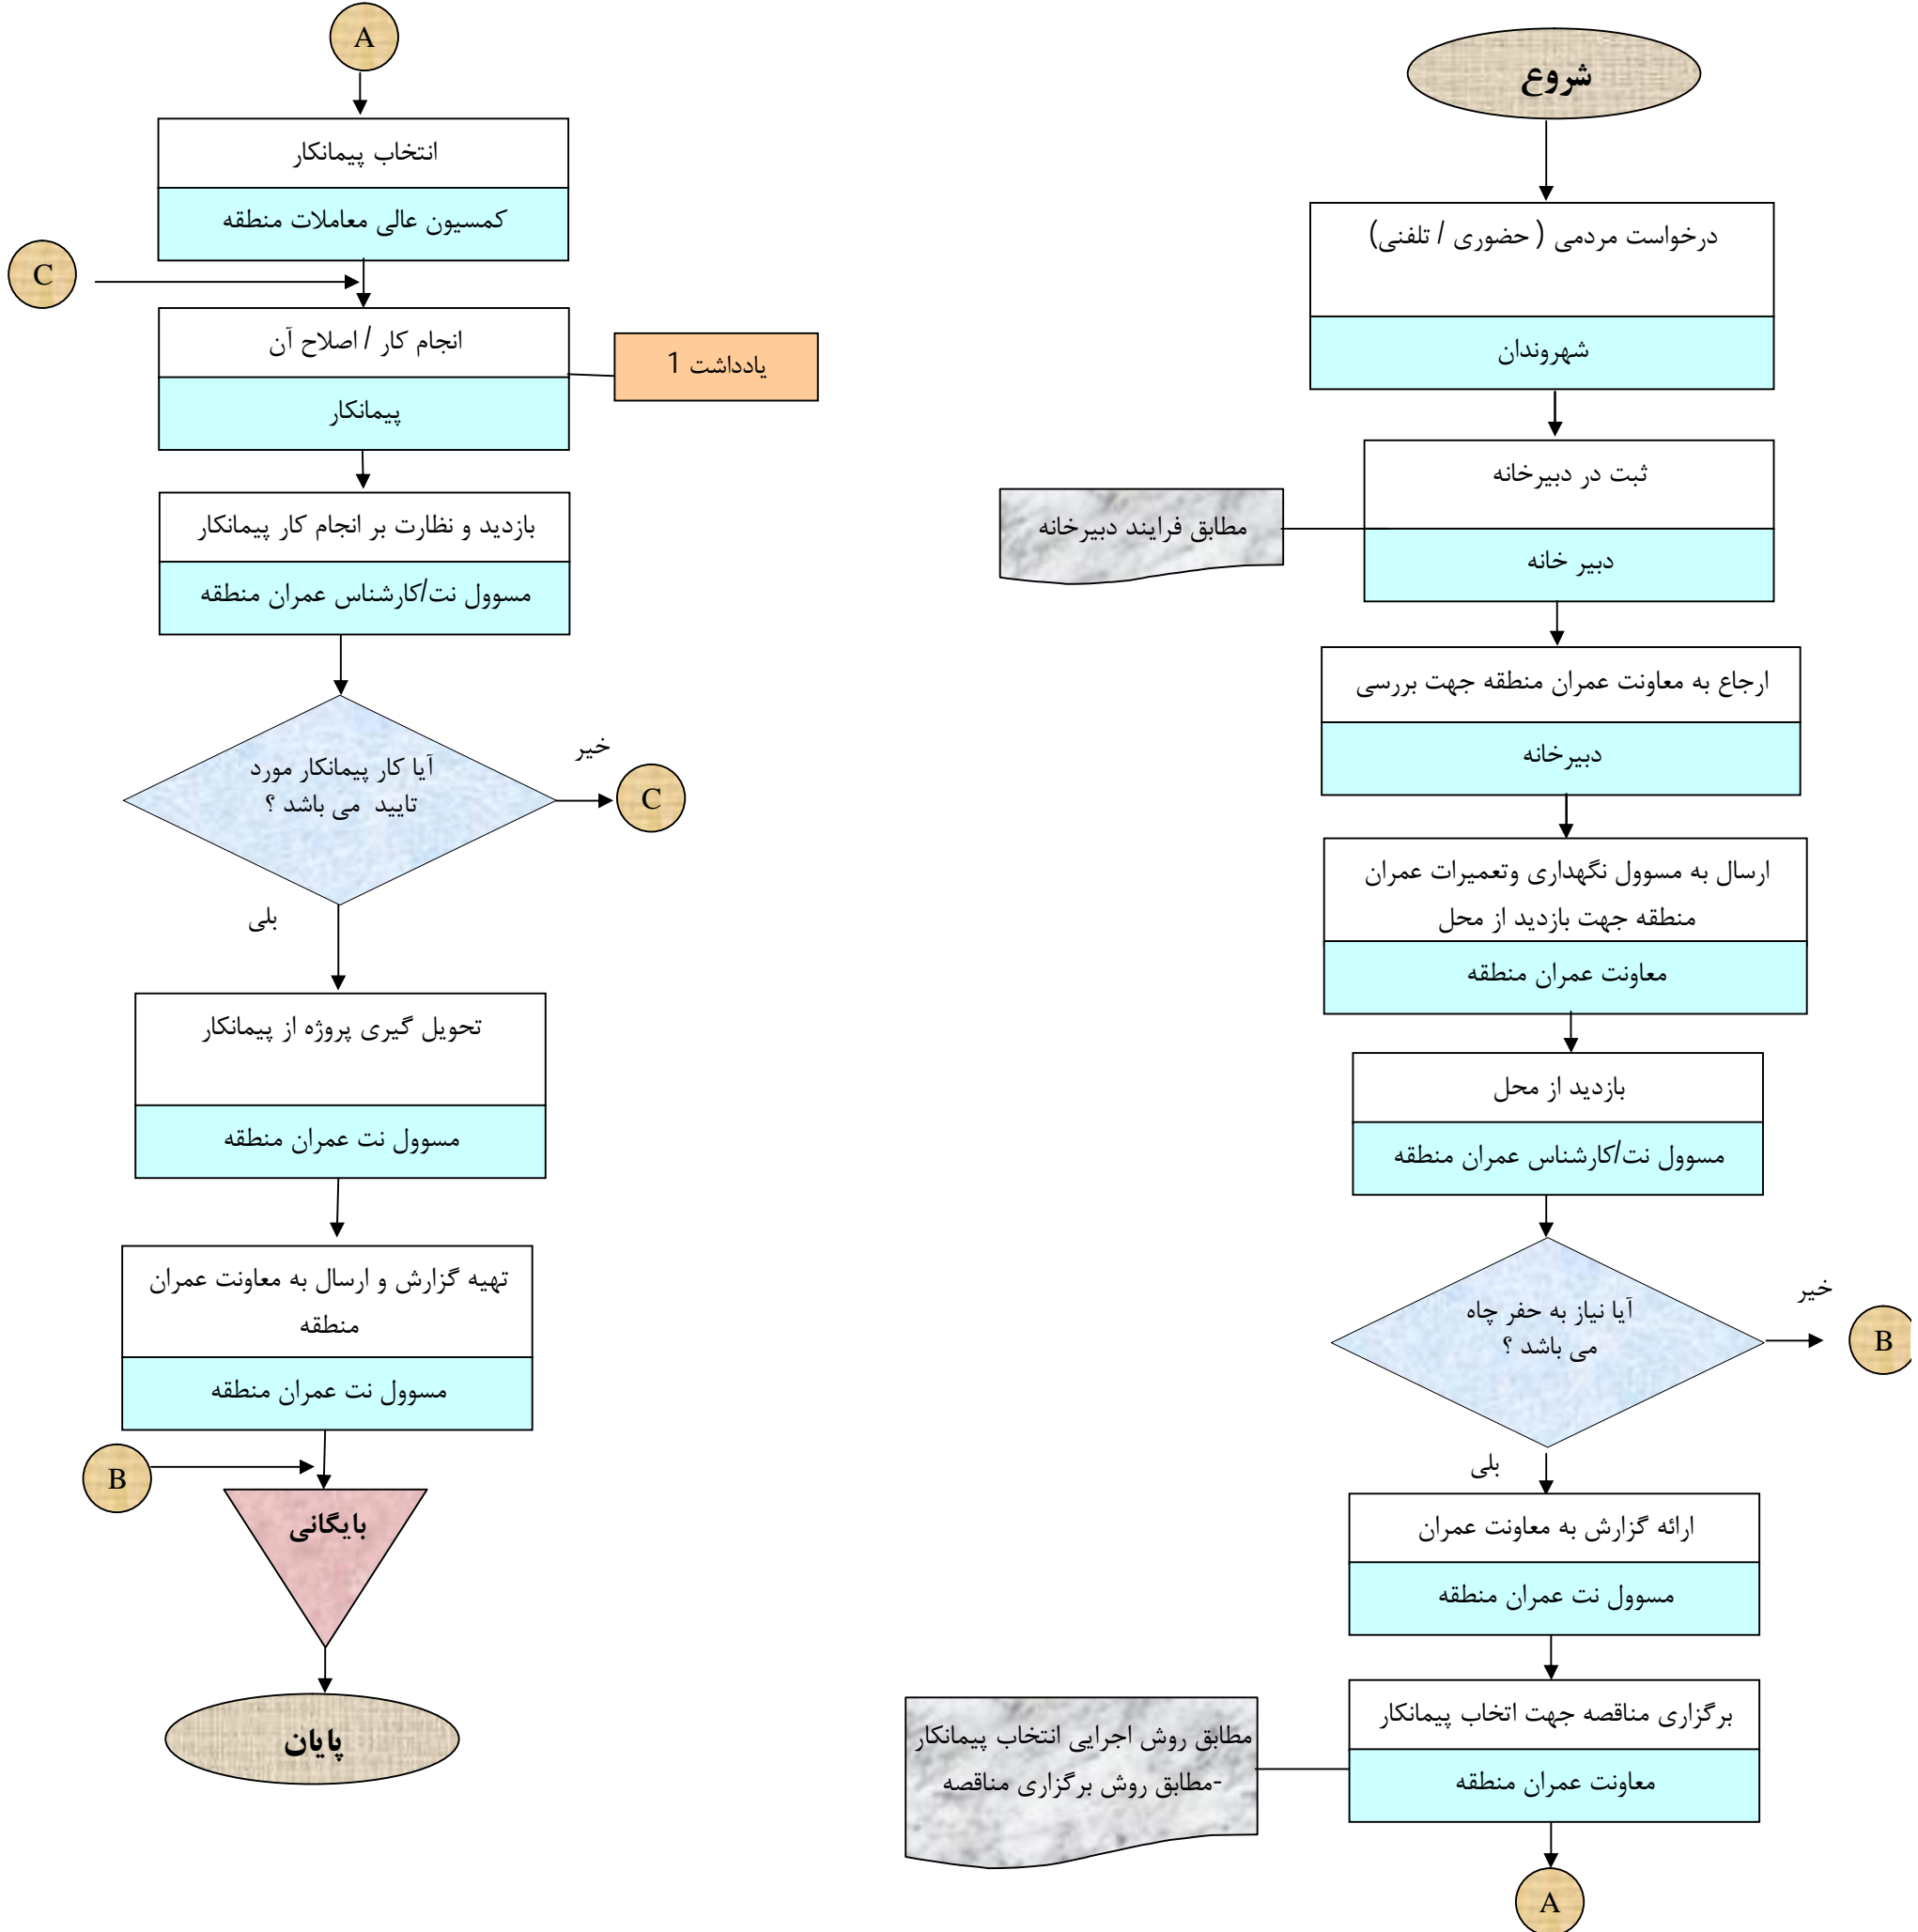 شروع
درخواست مردمی ( حضوری / تلفنی)
شهروندان
ثبت در دبیرخانه
دبیر خانه
مطابق فرایند دبیرخانه
ارجاع به معاونت عمران منطقه جهت بررسی
دبیرخانه
ارسال به مسوول نگهداری وتعمیرات عمران
منطقه جهت بازدید از محل
معاونت عمران منطقه
بازدید از محل
مسوول نت/کارشناس عمران منطقه
آیا نیاز به حفر چاه
می باشد ؟
خیر
B
بلی
ارائه گزارش به معاونت عمران
مسوول نت عمران منطقه
برگزاری مناقصه جهت اتخاب پیمانکار
معاونت عمران منطقه
مطابق روش اجرایی انتخاب پیمانکار
-مطابق روش برگزاری مناقصه
A
A
انتخاب پیمانکار
کمسیون عالی معاملات منطقه
C
انجام کار / اصلاح آن
پیمانکار
یادداشت 1
بازدید و نظارت بر انجام کار پیمانکار
مسوول نت/کارشناس عمران منطقه
آیا کار پیمانکار مورد
تایید می باشد ؟
خیر
C
بلی
تحویل گیری پروژه از پیمانکار
مسوول نت عمران منطقه
تهیه گزارش و ارسال به معاونت عمران
منطقه
مسوول نت عمران منطقه
B
بایگانی
پایان